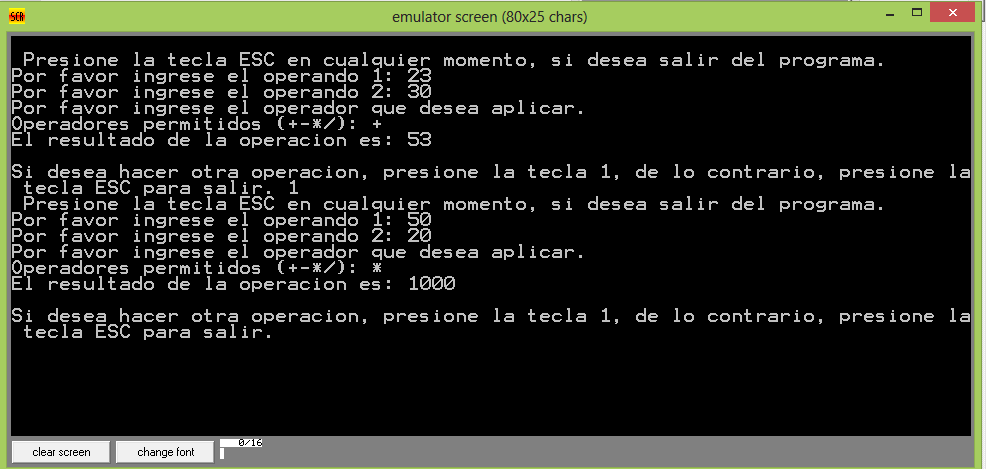 SCR
emulator screen (80x25 chars)
Presione la tecla ESC en cualquier momento, si desea salir del programa.
Por favor ingrese el operando 1: 23
Por favor ingrese el operando 2: 30
Por favor ingrese el operador que desea aplicar.
Operadores permitidos (+-*/): +
El resultado de la operacion es: 53
Si desea hacer otra operacion, presione la tecla 1, de lo contrario, presione la
tecla ESC para salir. 1
Presione la tecla ESC en cualquier momento, si desea salir del programa.
Por favor ingrese el operando 1: 50
Por favor ingrese el operando 2: 20
Por favor ingrese el operador que desea aplicar.
Operadores permitidos (+-*/): *
El resultado de la operacion es: 1000
Si desea hacer otra operacion, presione la tecla 1, de lo contrario, presione la
tecla ESC para salir.
clear screen change font 0/16